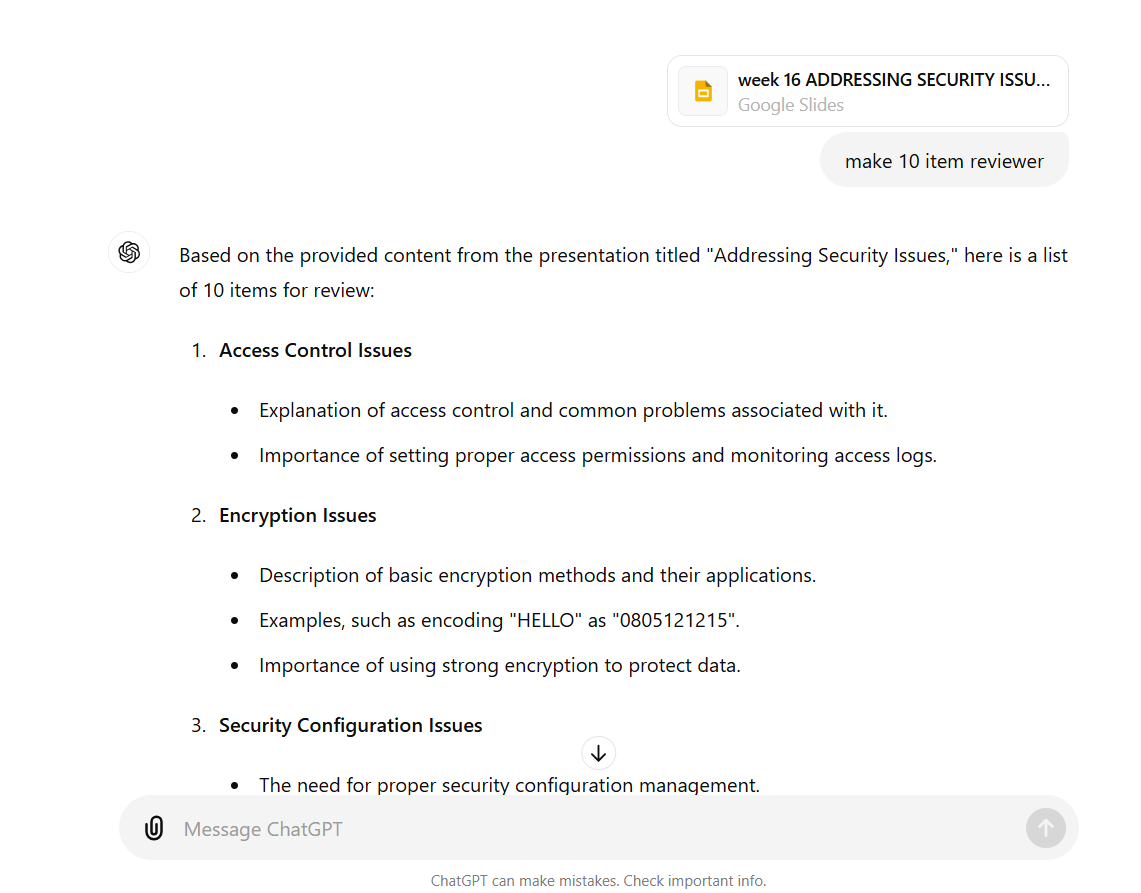 week 16 ADDRESSING SECURITY ISSU...
Google Slides
make 10 item reviewer
Based on the provided content from the presentation titled "Addressing Security Issues," here is a list
of 10 items for review:
1. Access Control Issues
• Explanation of access control and common problems associated with it.
• Importance of setting proper access permissions and monitoring access logs.
2. Encryption Issues
• Description of basic encryption methods and their applications.
• Examples, such as encoding "HELLO" as "0805121215".
• Importance of using strong encryption to protect data.
3. Security Configuration Issues
• The need for proper security configuration management.
Message ChatGPT
ChatGPT can make mistakes. Check important info.